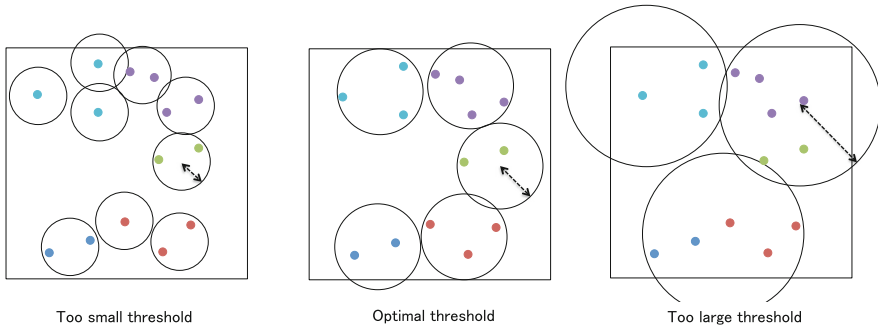 Too small threshold
Optimal threshold
Too large threshold